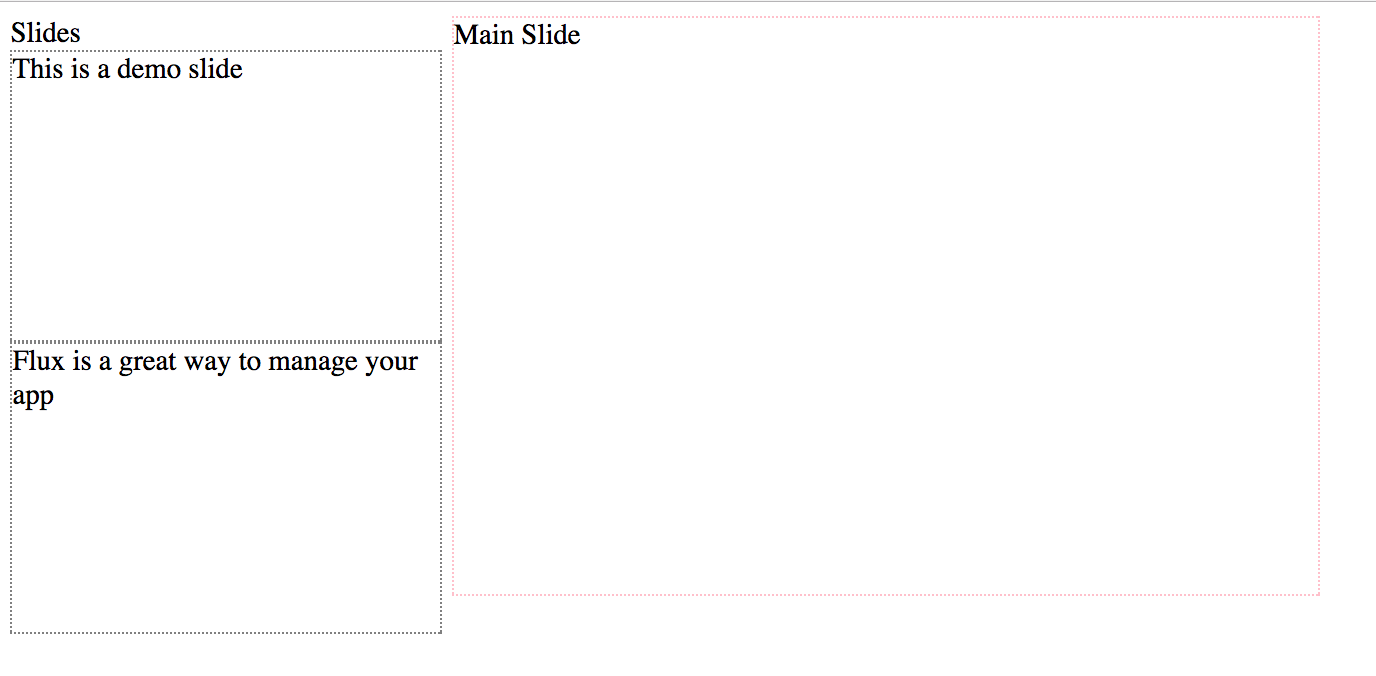 Slides
This is a demo slide
Flux is a great way to manage your
app
Main Slide